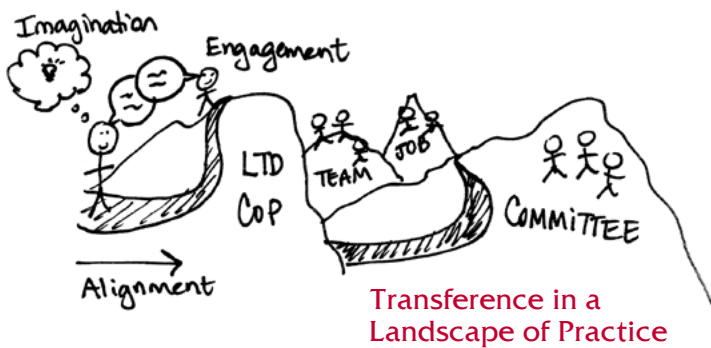 Imagination
Engagement
LTD
CoP
TEAM
JOB
COMMITTEE
Alignment
Transference in a
Landscape of Practice